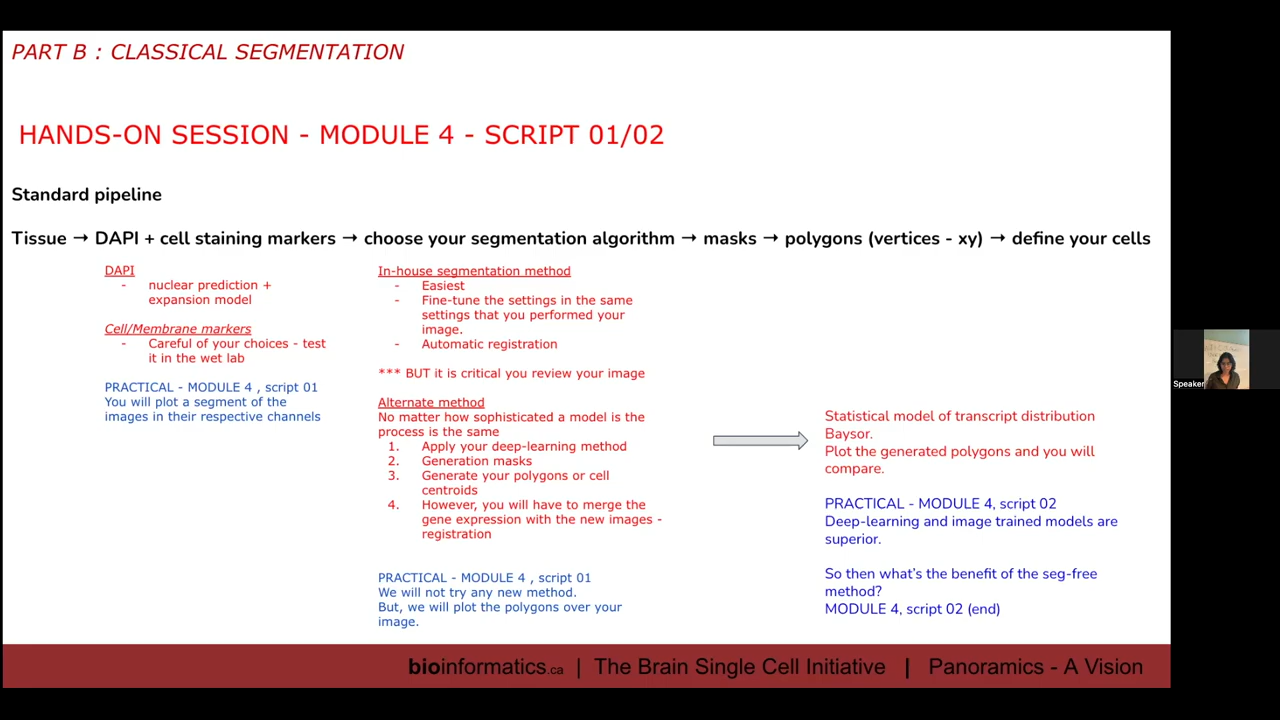 PART B : CLASSICAL SEGMENTATION
HANDS-ON SESSION - MODULE 4 - SCRIPT 01/02
Standard pipeline
Tissue → DAPI + cell staining markers → choose your segmentation algorithm → masks → polygons (vertices - xy) → define your cells
DAPI
- nuclear prediction +
expansion model
Cell/Membrane markers
- Careful of your choices - test
it in the wet lab
PRACTICAL - MODULE 4 , script 01
You will plot a segment of the
images in their respective channels
In-house segmentation method
- Easiest
- Fine-tune the settings in the same
settings that you performed your
image.
- Automatic registration
*** BUT it is critical you review your image
Alternate method
No matter how sophisticated a model is the
process is the same
1. Apply your deep-learning method
2. Generation masks
3. Generate your polygons or cell
centroids
4. However, you will have to merge the
gene expression with the new images -
registration
PRACTICAL - MODULE 4 , script 01
We will not try any new method.
But, we will plot the polygons over your
image.
Statistical model of transcript distribution
Baysor.
Plot the generated polygons and you will
compare.
PRACTICAL - MODULE 4, script 02
Deep-learning and image trained models are
superior.
So then what's the benefit of the seg-free
method?
MODULE 4, script 02 (end)
Speaker
bioinformatics.ca | The Brain Single Cell Initiative | Panoramics - A Vision